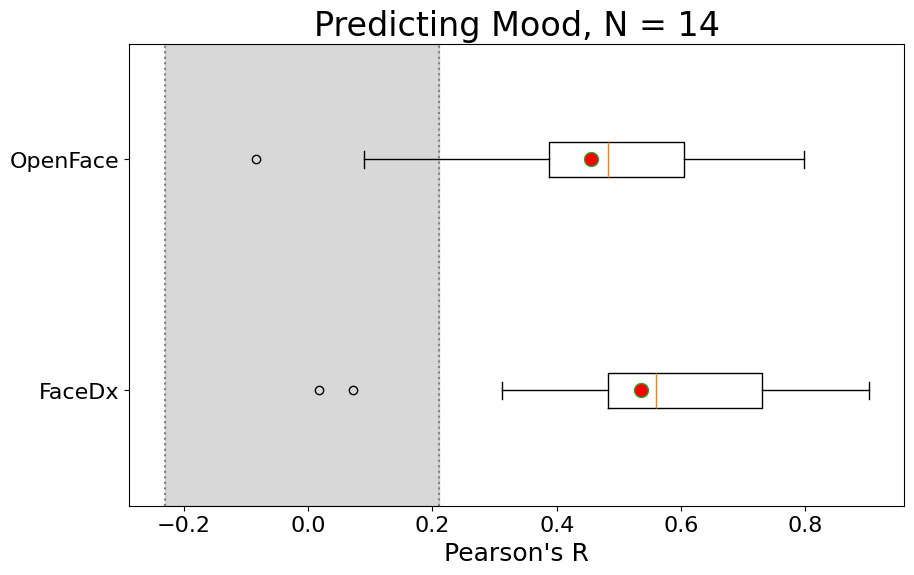 Predicting Mood, N = 14
OpenFace
FaceDx
−0.2 0.0 0.2 0.4 0.6 0.8
Pearson's R